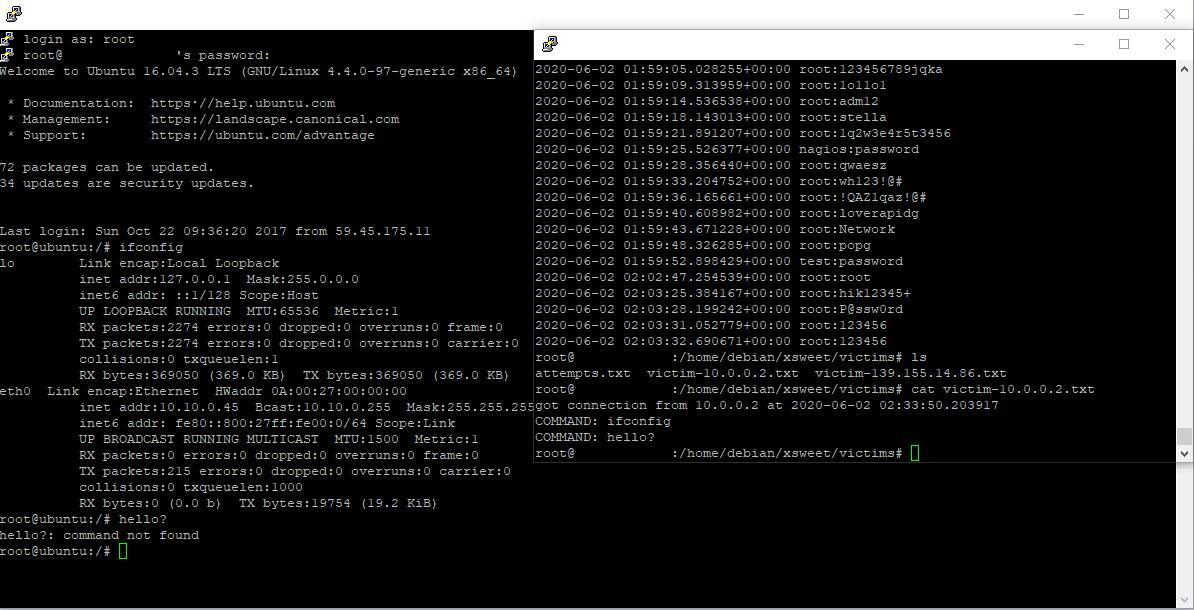 login as: root
root@ 's password:
Welcome to Ubuntu 16.04.3 LTS (GNU/Linux 4.4.0-97-generic x86_64)
* Documentation: https://help.ubuntu.com
* Management: https://landscape.canonical.com
* Support: https://ubuntu.com/advantage
72 packages can be updated.
34 updates are security updates.
Last login: Sun Oct 22 09:36:20 2017 from 59.45.175.11
root@ubuntu:/# ifconfig
lo Link encap:Local Loopback
inet addr:127.0.0.1 Mask:255.0.0.0
inet6 addr: ::1/128 Scope:Host
UP LOOPBACK RUNNING MTU:65536 Metric:1
RX packets:2274 errors:0 dropped:0 overruns:0 frame:0
TX packets:2274 errors:0 dropped:0 overruns:0 carrier:0
collisions:0 txqueuelen:1
RX bytes:369050 (369.0 KB) TX bytes:369050 (369.0 KB)
eth0 Link encap:Ethernet HWaddr 0A:00:27:00:00:00
inet addr:10.10.0.45 Bcast:10.10.0.255 Mask:255.255.255
inet6 addr: fe80::800:27ff:fe00:0/64 Scope:Link
UP BROADCAST RUNNING MULTICAST MTU:1500 Metric:1
RX packets:0 errors:0 dropped:0 overruns:0 frame:0
TX packets:215 errors:0 dropped:0 overruns:0 carrier:0
collisions:0 txqueuelen:1000
RX bytes:0 (0.0 b) TX bytes:19754 (19.2 KiB)
root@ubuntu:/# hello?
hello?: command not found
root@ubuntu:/#
2020-06-02 01:59:05.028255+00:00 root:123456789jqka
2020-06-02 01:59:09.313959+00:00 root:lollol
2020-06-02 01:59:14.536538+00:00 root:adm12
2020-06-02 01:59:18.143013+00:00 root:stella
2020-06-02 01:59:21.891207+00:00 root:1q2w3e4r5t3456
2020-06-02 01:59:25.526377+00:00 nagios:password
2020-06-02 01:59:28.356440+00:00 root:qwaesz
2020-06-02 01:59:33.204752+00:00 root:wh123!@#
2020-06-02 01:59:36.165661+00:00 root:!QAZ1qaz!@#
2020-06-02 01:59:40.608982+00:00 root:loverapidg
2020-06-02 01:59:43.671228+00:00 root:Network
2020-06-02 01:59:48.326285+00:00 root:popg
2020-06-02 01:59:52.898429+00:00 test:password
2020-06-02 02:02:47.254539+00:00 root:root
2020-06-02 02:03:25.384167+00:00 root:hik12345+
2020-06-02 02:03:28.199242+00:00 root:P@ssw0rd
2020-06-02 02:03:31.052779+00:00 root:123456
2020-06-02 02:03:32.690671+00:00 root:123456
root@ :/home/debian/xsweet/victims# ls
attempts.txt victim-10.0.0.2.txt victim-139.155.14.86.txt
root@ :/home/debian/xsweet/victims# cat victim-10.0.0.2.txt
got connection from 10.0.0.2 at 2020-06-02 02:33:50.203917
COMMAND: ifconfig
COMMAND: hello?
root@ :/home/debian/xsweet/victims#